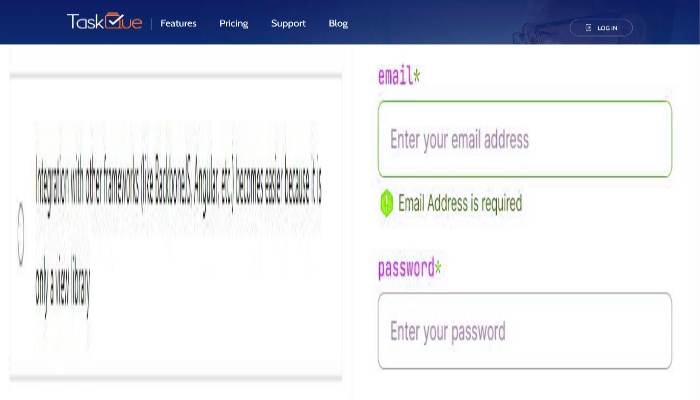 TaskQue Features Pricing Support Blog LOG IN
Integration with other frameworks (like BackboneJS, Angular, etc) becomes easier because it is
only a view library
email*
Enter your email address
Email Address is required
password*
Enter your password